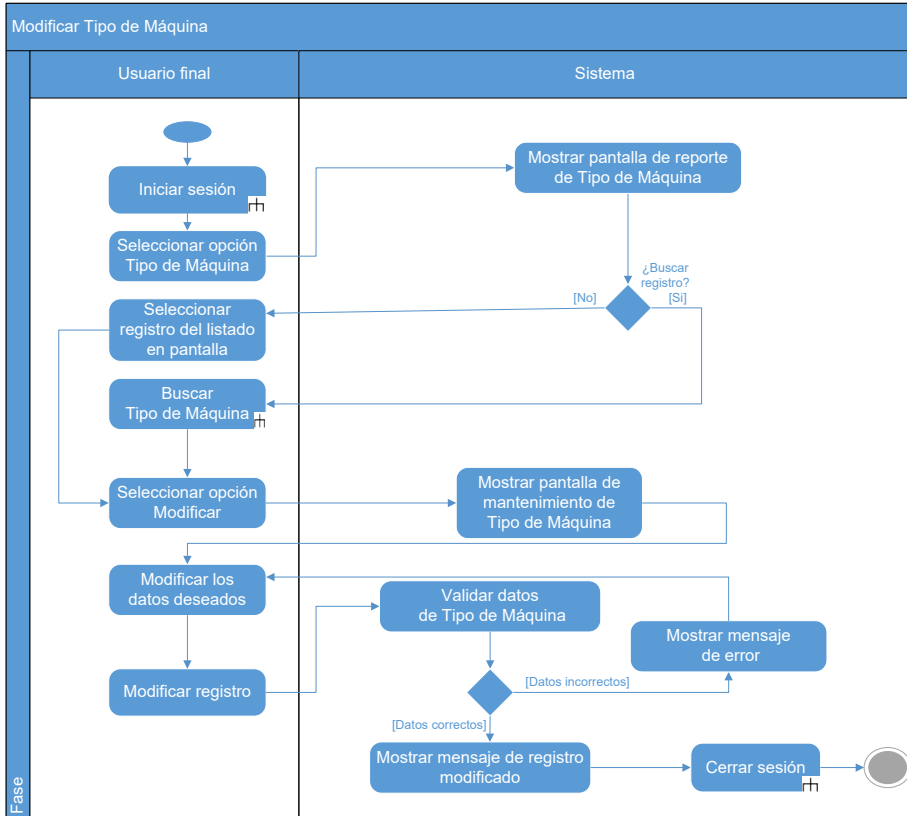 Modificar Tipo de Máquina
Usuario final
Sistema
Fase
Iniciar sesión
Seleccionar opción
Tipo de Máquina
Mostrar pantalla de reporte
de Tipo de Máquina
¿Buscar
registro?
[No]
[Si]
Seleccionar
registro del listado
en pantalla
Buscar
Tipo de Máquina
Seleccionar opción
Modificar
Mostrar pantalla de
mantenimiento de
Tipo de Máquina
Modificar los
datos deseados
Validar datos
de Tipo de Máquina
Mostrar mensaje
de error
Modificar registro
[Datos incorrectos]
[Datos correctos]
Mostrar mensaje de registro
modificado
Cerrar sesión